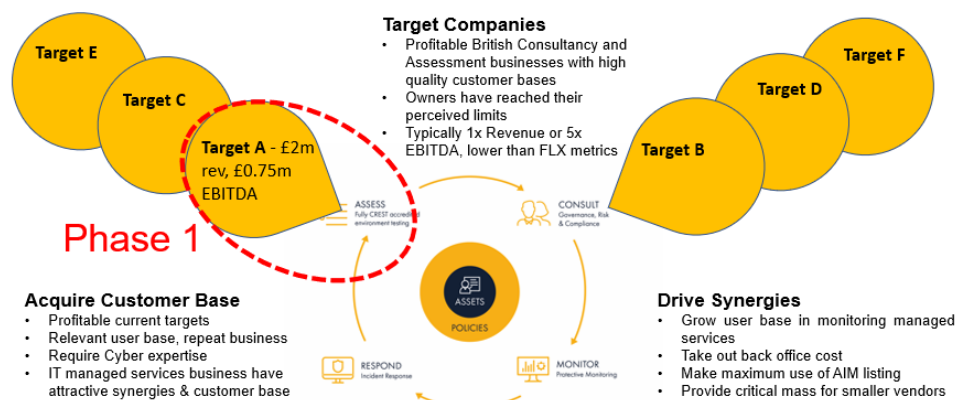 Target Companies
• Profitable British Consultancy and
Assessment businesses with high
quality customer bases
• Owners have reached their
perceived limits
• Typically 1x Revenue or 5x
EBITDA, lower than FLX metrics
Target E
Target C
Target A - £2m
rev, £0.75m
EBITDA
Target F
Target D
Target B
Phase 1
ASSESS
Fully CREST accredited
environment testing
CONSULT
Governance, Risk
& Compliance
ASSETS
POLICIES
RESPOND
Incident Response
MONITOR
Protective Monitoring
Acquire Customer Base
• Profitable current targets
• Relevant user base, repeat business
• Require Cyber expertise
• IT managed services business have
attractive synergies & customer base
Drive Synergies
• Grow user base in monitoring managed
services
• Take out back office cost
• Make maximum use of AIM listing
• Provide critical mass for smaller vendors